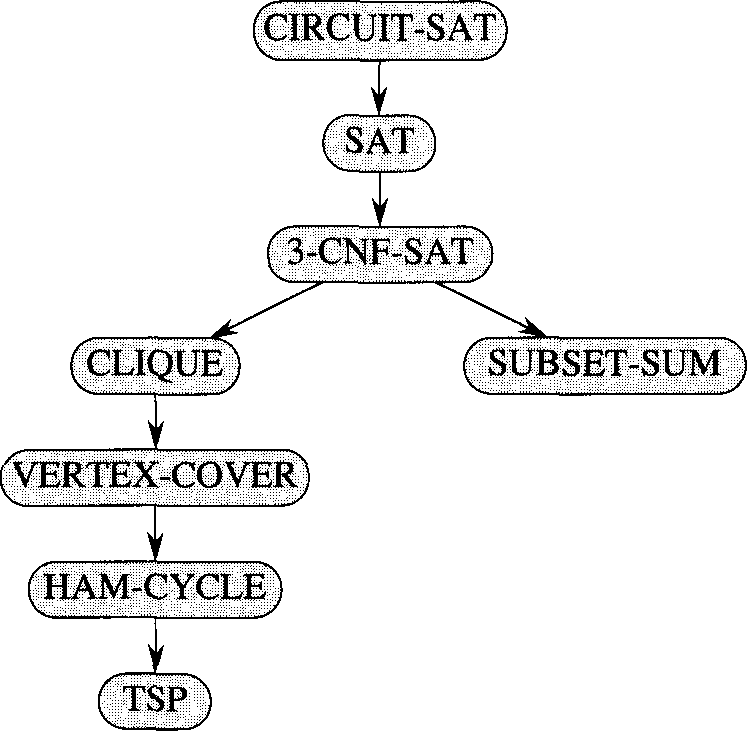 CIRCUIT-SAT
SAT
3-CNF-SAT
CLIQUE
SUBSET-SUM
VERTEX-COVER
HAM-CYCLE
TSP